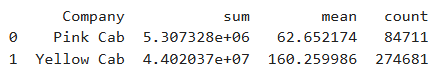 Company sum mean count
0 Pink Cab 5.307328e+06 62.652174 84711
1 Yellow Cab 4.402037e+07 160.259986 274681